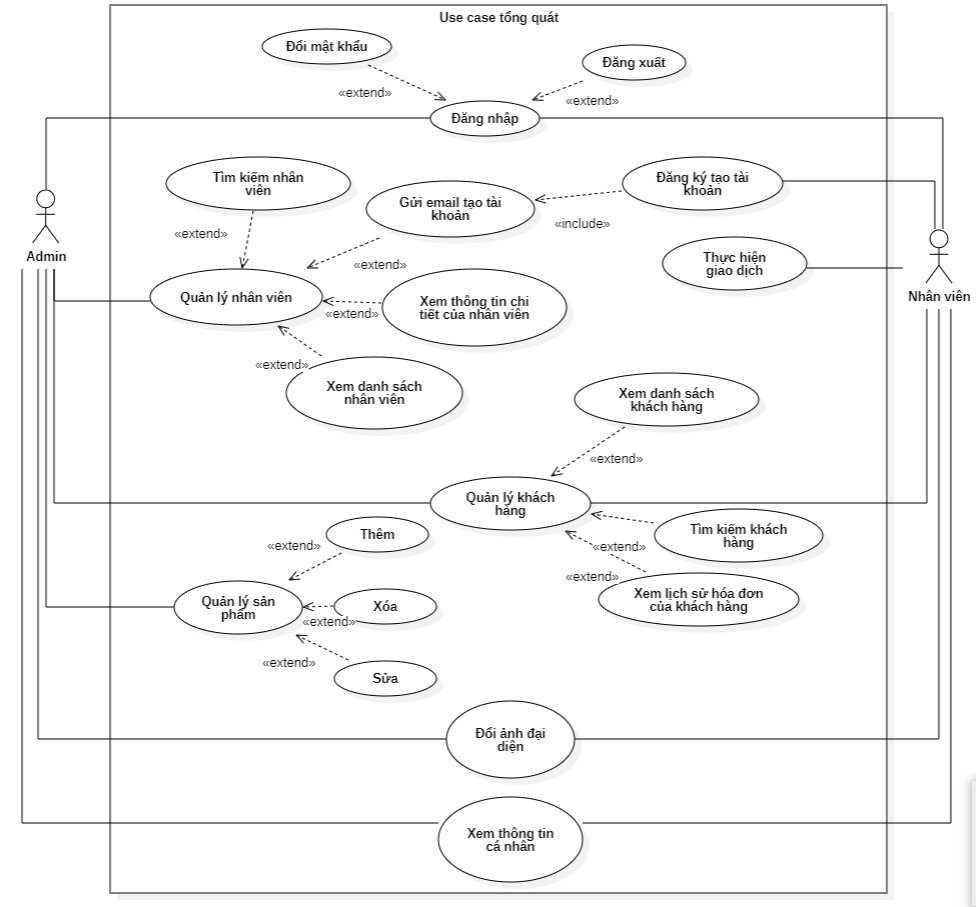 Use case tổng quát
Đổi mật khẩu
Đăng xuất
«extend»
«extend»
Đăng nhập
Tìm kiếm nhân
viên
Gửi email tạo tài
khoản
Đăng ký tạo tài
khoản
«extend»
«include»
Admin
«extend»
Thực hiện
giao dịch
Nhân viên
Quản lý nhân viên
Xem thông tin chi
tiết của nhân viên
«extend»
«extend»
Xem danh sách
nhân viên
Xem danh sách
khách hàng
«extend»
Quản lý khách
hàng
Thêm
Tìm kiếm khách
hàng
«extend»
«extend»
«extend»
Xem lịch sử hóa đơn
của khách hàng
Quản lý sản
phẩm
Xóa
«extend»
«extend»
Sửa
Đổi ảnh đại
diện
Xem thông tin
cá nhân